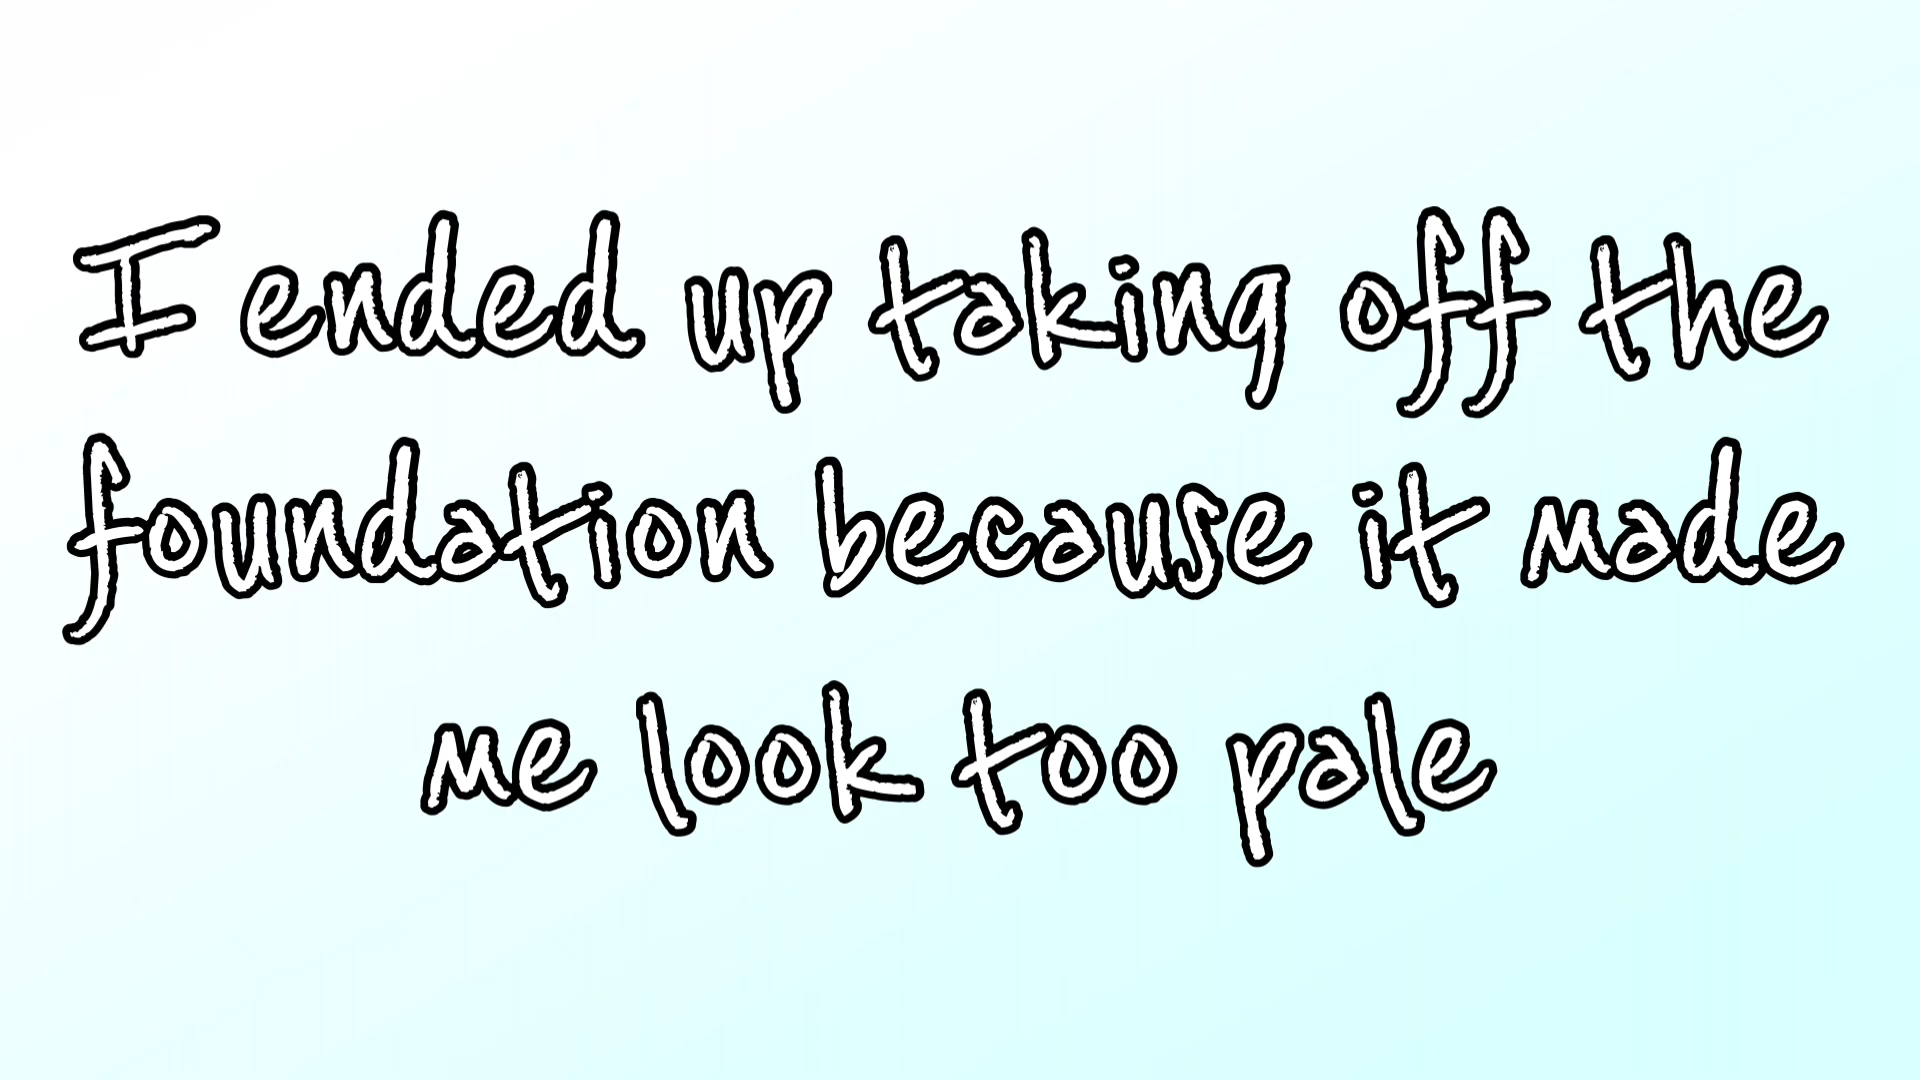 I ended up taking off the
foundation because it made
me look too pale